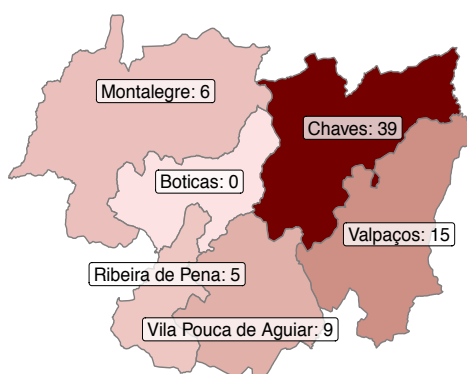 Montalegre: 6
Chaves: 39
Boticas: 0
Valpaços: 15
Ribeira de Pena: 5
Vila Pouca de Aguiar: 9